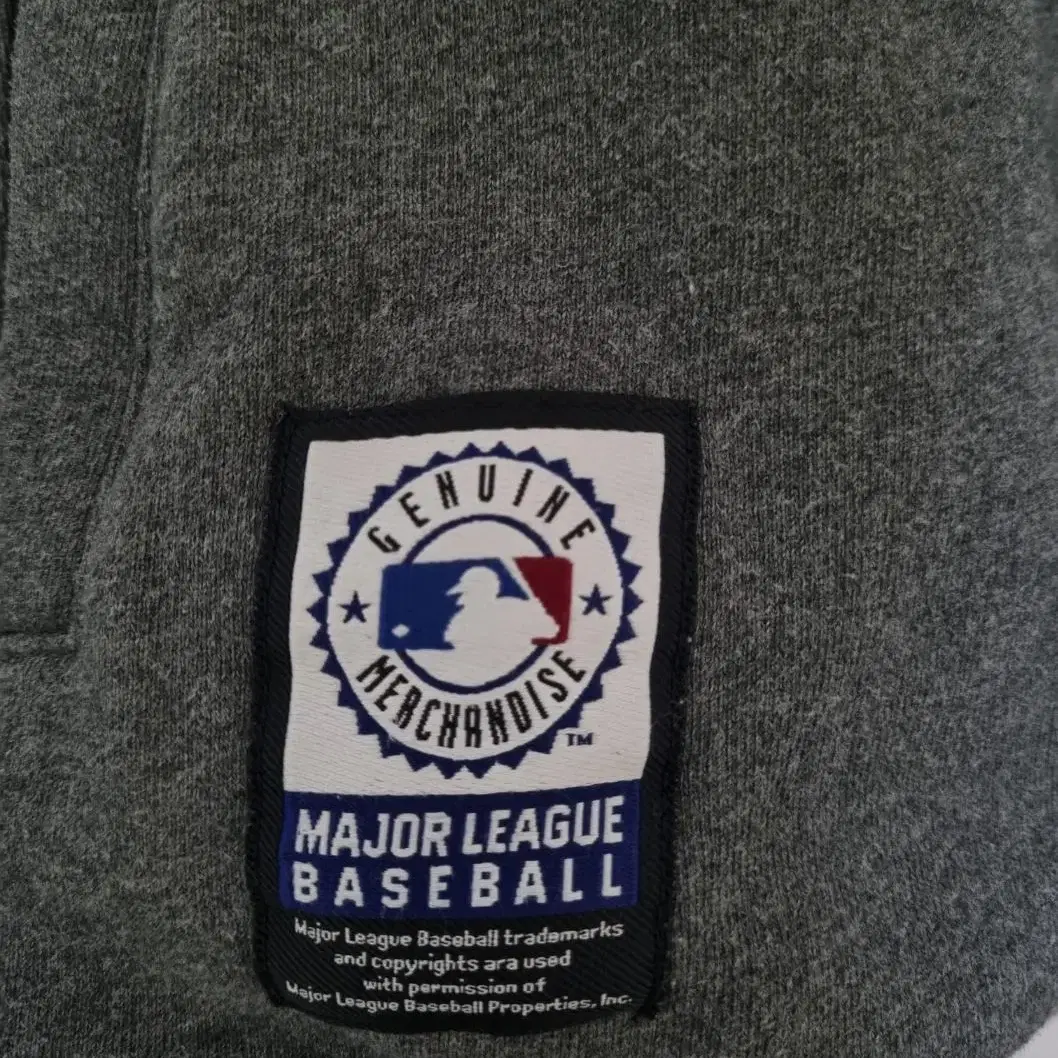 GENUINE
MERCHANDISE
TM
MAJOR LEAGUE
BASEBALL
Major League Baseball trademarks
and copyrights ara used
with permission of
Major League Baseball Properties, Inc.